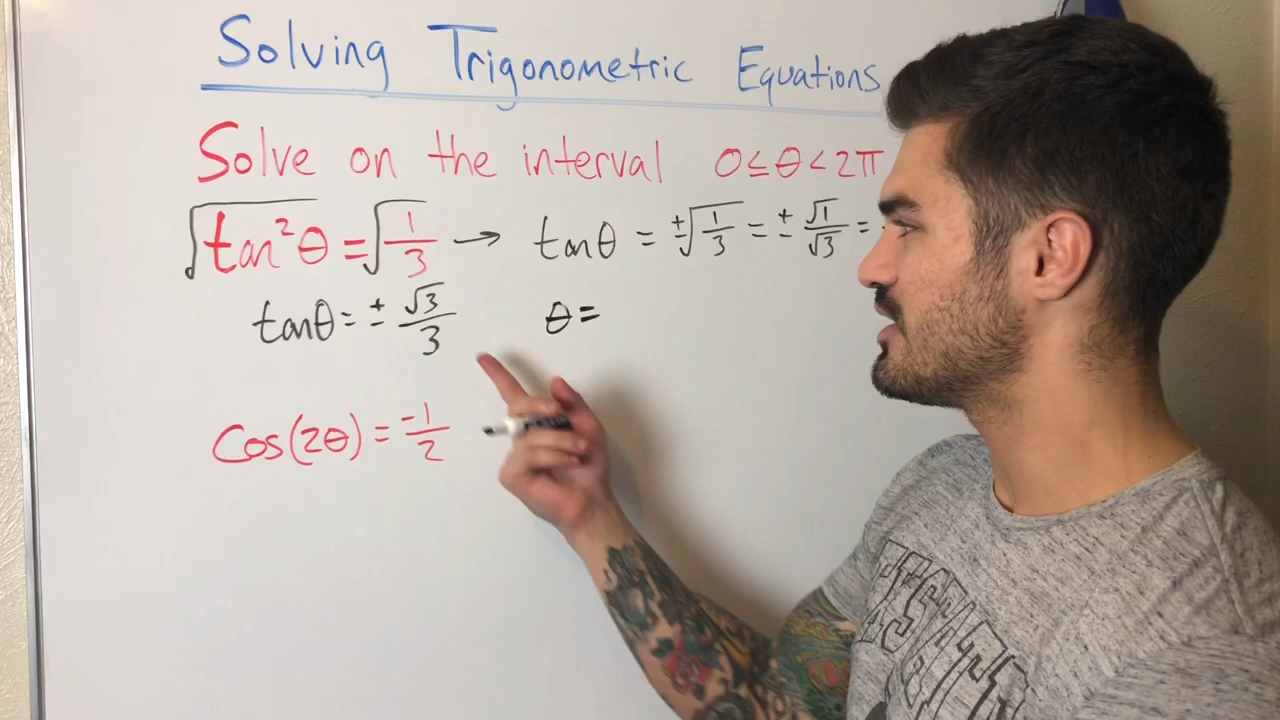 Solving Trigonometric Equations
Solve on the interval 0≤θ<2π
√tan²θ = √1/3 → tanθ = ±√1/3 = ± √1/√3 =
tanθ = ± √3/3 θ =
Cos(2θ) = -1/2